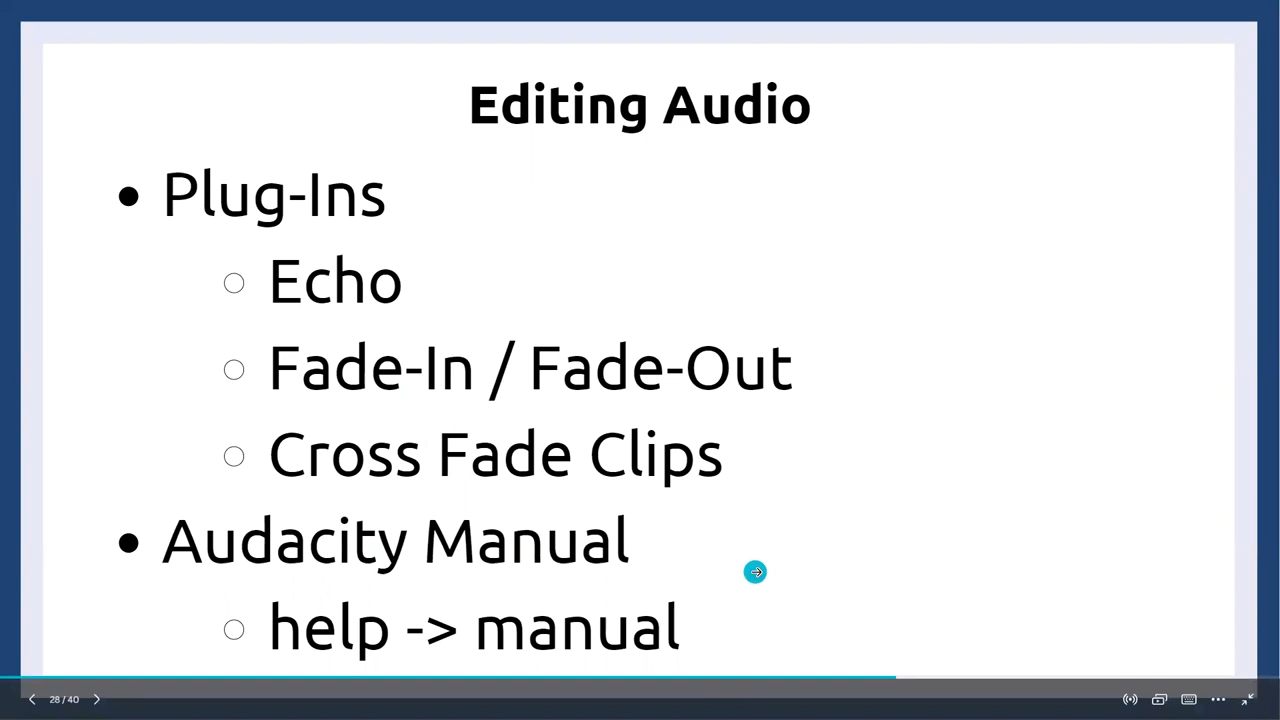 Editing Audio
Plug-Ins
Echo
Fade-In / Fade-Out
Cross Fade Clips
Audacity Manual
help -> manual
28 / 40